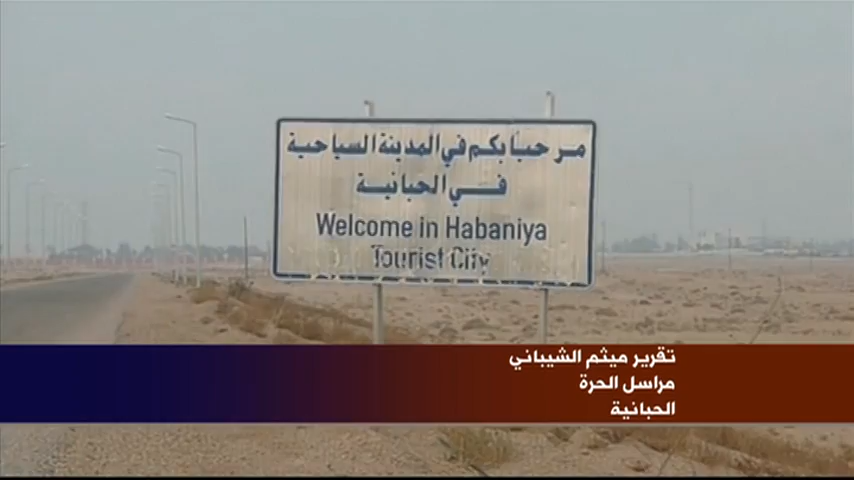 مرحبا بكم في المدينة السياحية
في الحبانية
Welcome in Habaniya
Tourist City
تقرير ميثم الشيباني
مراسل الحرة
الحبانية